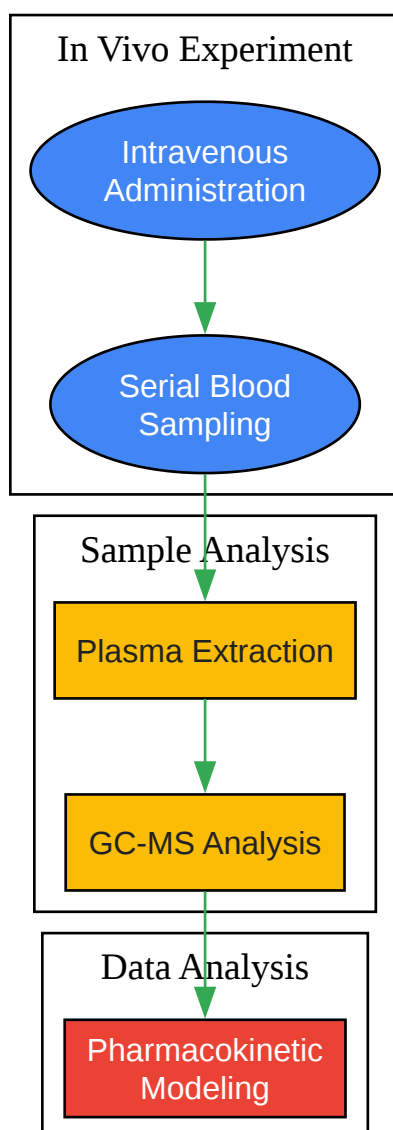 In Vivo Experiment
Intravenous
Administration
Serial Blood
Sampling
Sample Analysis
Plasma Extraction
GC-MS Analysis
Data Analysis
Pharmacokinetic
Modeling